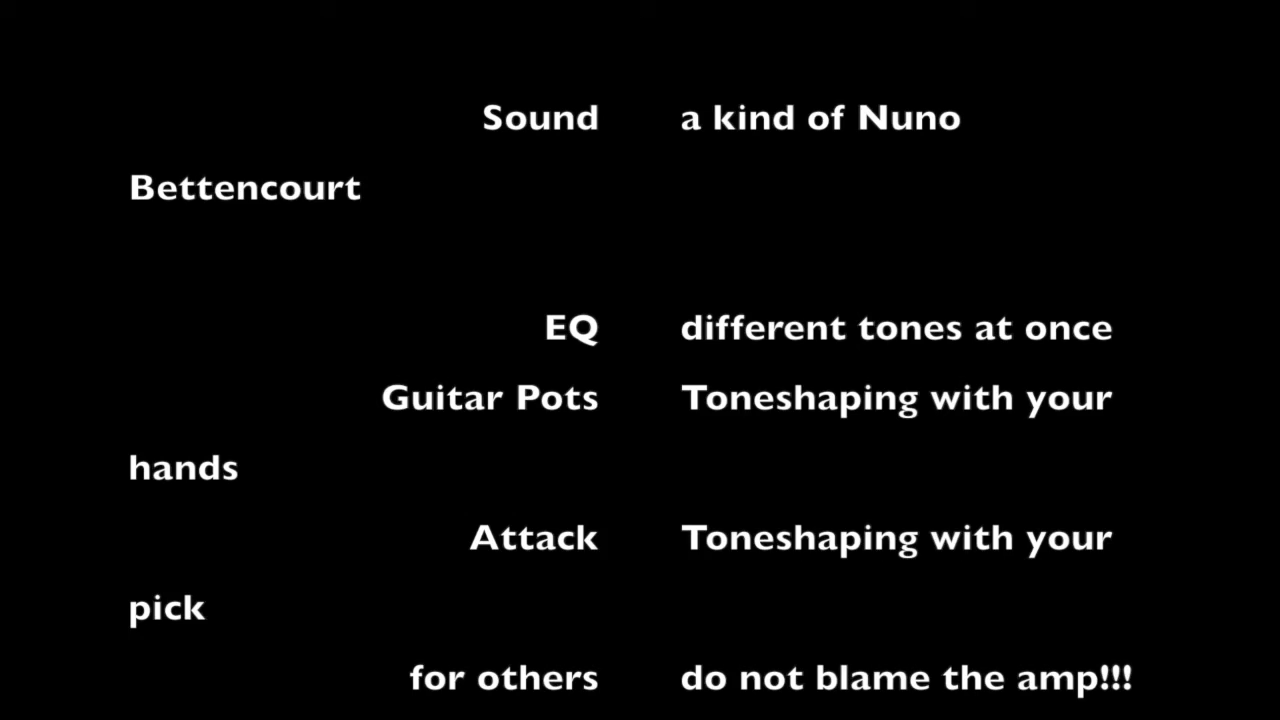 Sound a kind of Nuno
Bettencourt
EQ different tones at once
Guitar Pots Toneshaping with your
hands
Attack Toneshaping with your
pick
for others do not blame the amp!!!